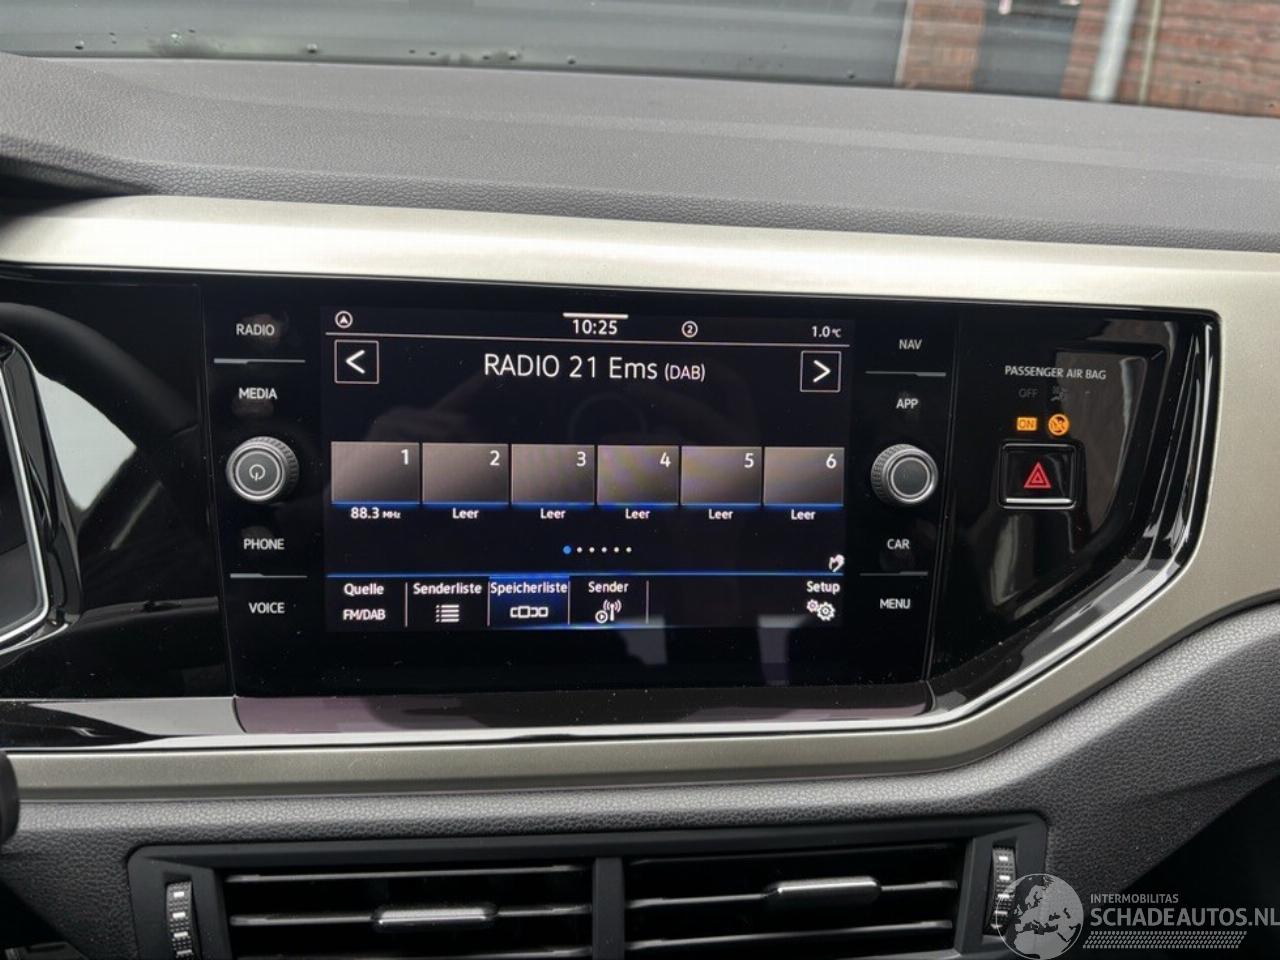 RADIO
MEDIA
PHONE
VOICE
10:25
2
1.0°C
< RADIO 21 Ems (DAB) >
1 2 3 4 5 6
88.3 MHz Leer Leer Leer Leer Leer
Quelle Senderliste Speicherliste Sender Setup
FM/DAB
NAV
APP
CAR
MENU
PASSENGER AIR BAG
OFF
ON
INTERMOBILITAS
SCHADEAUTOS.NL